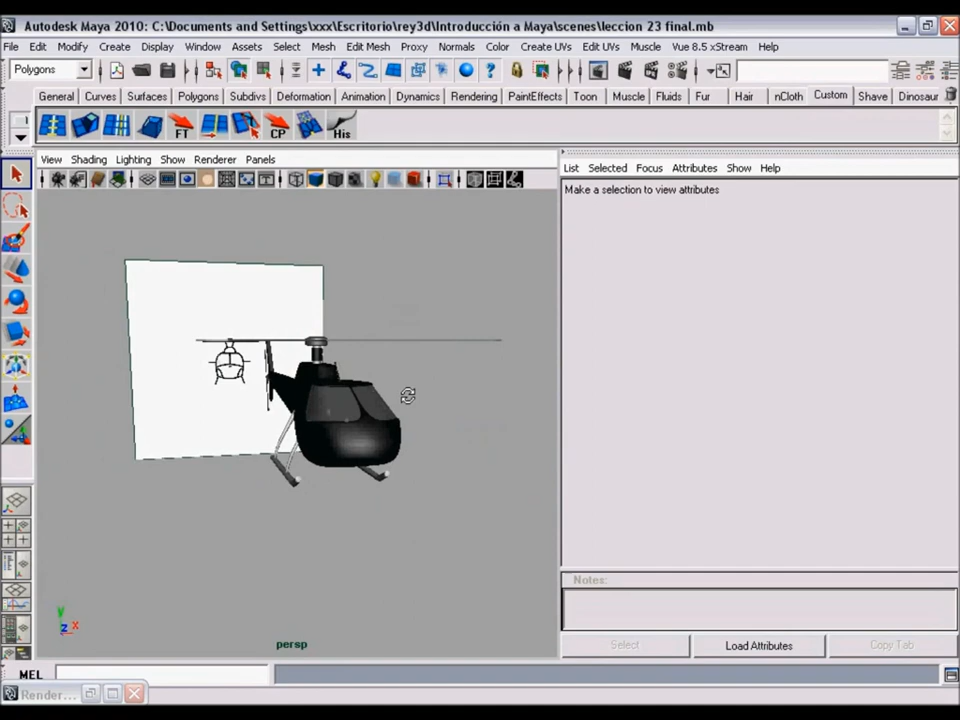 Autodesk Maya 2010: C:\Documents and Settings\xxx\Escritorio\rey3d\Introducción a Maya\scenes\leccion 23 final.mb
File Edit Modify Create Display Window Assets Select Mesh Edit Mesh Proxy Normals Color Create UVs Edit UVs Muscle Vue 8.5 xStream Help
Polygons
General Curves Surfaces Polygons Subdivs Deformation Animation Dynamics Rendering PaintEffects Toon Muscle Fluids Fur Hair nCloth Custom Shave Dinosaur
FT CP His
View Shading Lighting Show Renderer Panels
List Selected Focus Attributes Show Help
Make a selection to view attributes
y
z x
persp
Notes:
Select Load Attributes Copy Tab
MEL
Render...